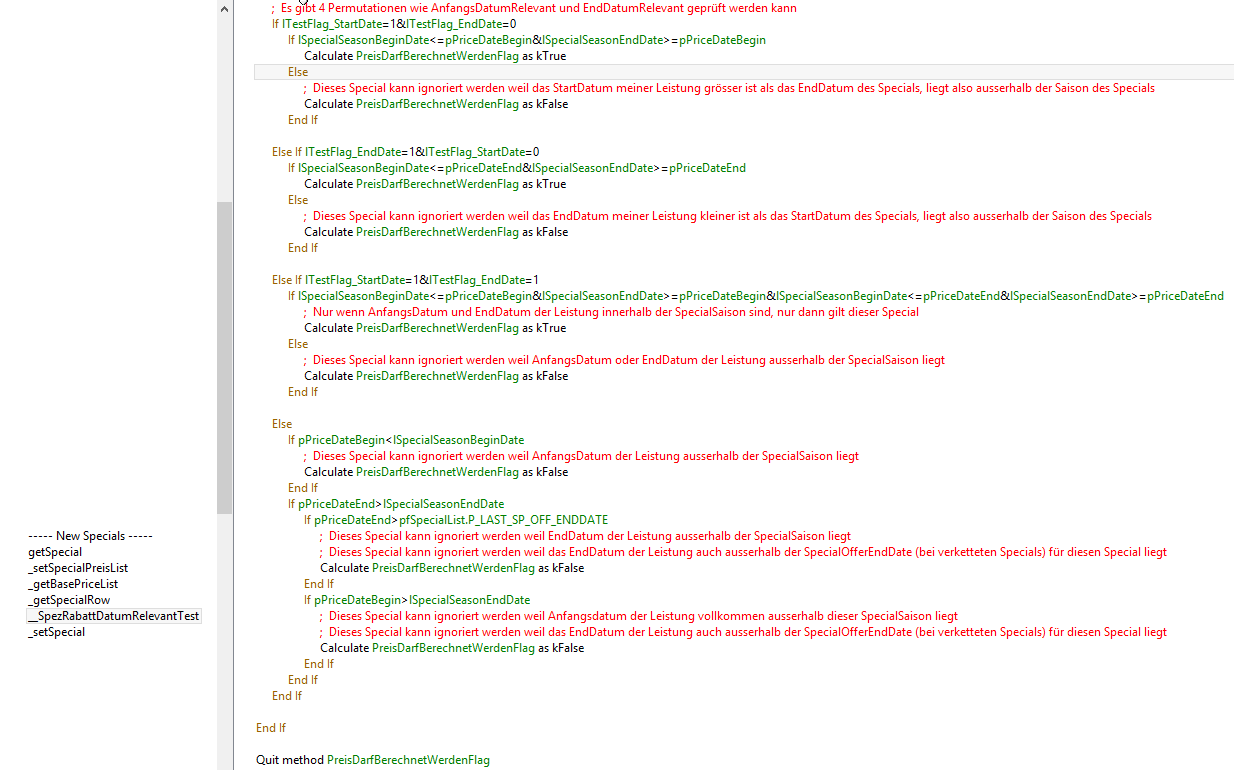 ; Es gibt 4 Permutationen wie AnfangsDatumRelevant und EndDatumRelevant geprüft werden kann
If lTestFlag_StartDate=1&lTestFlag_EndDate=0
If lSpecialSeasonBeginDate<=pPriceDateBegin&lSpecialSeasonEndDate>=pPriceDateBegin
Calculate PreisDarfBerechnetWerdenFlag as kTrue
Else
; Dieses Special kann ignoriert werden weil das StartDatum meiner Leistung grösser ist als das EndDatum des Specials, liegt also ausserhalb der Saison des Specials
Calculate PreisDarfBerechnetWerdenFlag as kFalse
End If
Else If lTestFlag_EndDate=1&lTestFlag_StartDate=0
If lSpecialSeasonBeginDate<=pPriceDateEnd&lSpecialSeasonEndDate>=pPriceDateEnd
Calculate PreisDarfBerechnetWerdenFlag as kTrue
Else
; Dieses Special kann ignoriert werden weil das EndDatum meiner Leistung kleiner ist als das StartDatum des Specials, liegt also ausserhalb der Saison des Specials
Calculate PreisDarfBerechnetWerdenFlag as kFalse
End If
Else If lTestFlag_StartDate=1&lTestFlag_EndDate=1
If lSpecialSeasonBeginDate<=pPriceDateBegin&lSpecialSeasonEndDate>=pPriceDateBegin&lSpecialSeasonBeginDate<=pPriceDateEnd&lSpecialSeasonEndDate>=pPriceDateEnd
; Nur wenn AnfangsDatum und EndDatum der Leistung innerhalb der SpecialSaison sind, nur dann gilt dieser Special
Calculate PreisDarfBerechnetWerdenFlag as kTrue
Else
; Dieses Special kann ignoriert werden weil AnfangsDatum oder EndDatum der Leistung ausserhalb der SpecialSaison liegt
Calculate PreisDarfBerechnetWerdenFlag as kFalse
End If
Else
If pPriceDateBegin<lSpecialSeasonBeginDate
; Dieses Special kann ignoriert werden weil AnfangsDatum der Leistung ausserhalb der SpecialSaison liegt
Calculate PreisDarfBerechnetWerdenFlag as kFalse
End If
If pPriceDateEnd>lSpecialSeasonEndDate
If pPriceDateEnd>pfSpecialList.P_LAST_SP_OFF_ENDDATE
; Dieses Special kann ignoriert werden weil EndDatum der Leistung ausserhalb der SpecialSaison liegt
; Dieses Special kann ignoriert werden weil das EndDatum der Leistung auch ausserhalb der SpecialOfferEndDate (bei verketteten Specials) für diesen Special liegt
Calculate PreisDarfBerechnetWerdenFlag as kFalse
End If
If pPriceDateBegin>lSpecialSeasonEndDate
; Dieses Special kann ignoriert werden weil Anfangsdatum der Leistung vollkommen ausserhalb dieser SpecialSaison liegt
; Dieses Special kann ignoriert werden weil das EndDatum der Leistung auch ausserhalb der SpecialOfferEndDate (bei verketteten Specials) für diesen Special liegt
Calculate PreisDarfBerechnetWerdenFlag as kFalse
End If
End If
End If
End If
Quit method PreisDarfBerechnetWerdenFlag
----- New Specials -----
getSpecial
_setSpecialPreisList
_getBasePriceList
_getSpecialRow
__SpezRabattDatumRelevantTest
_setSpecial